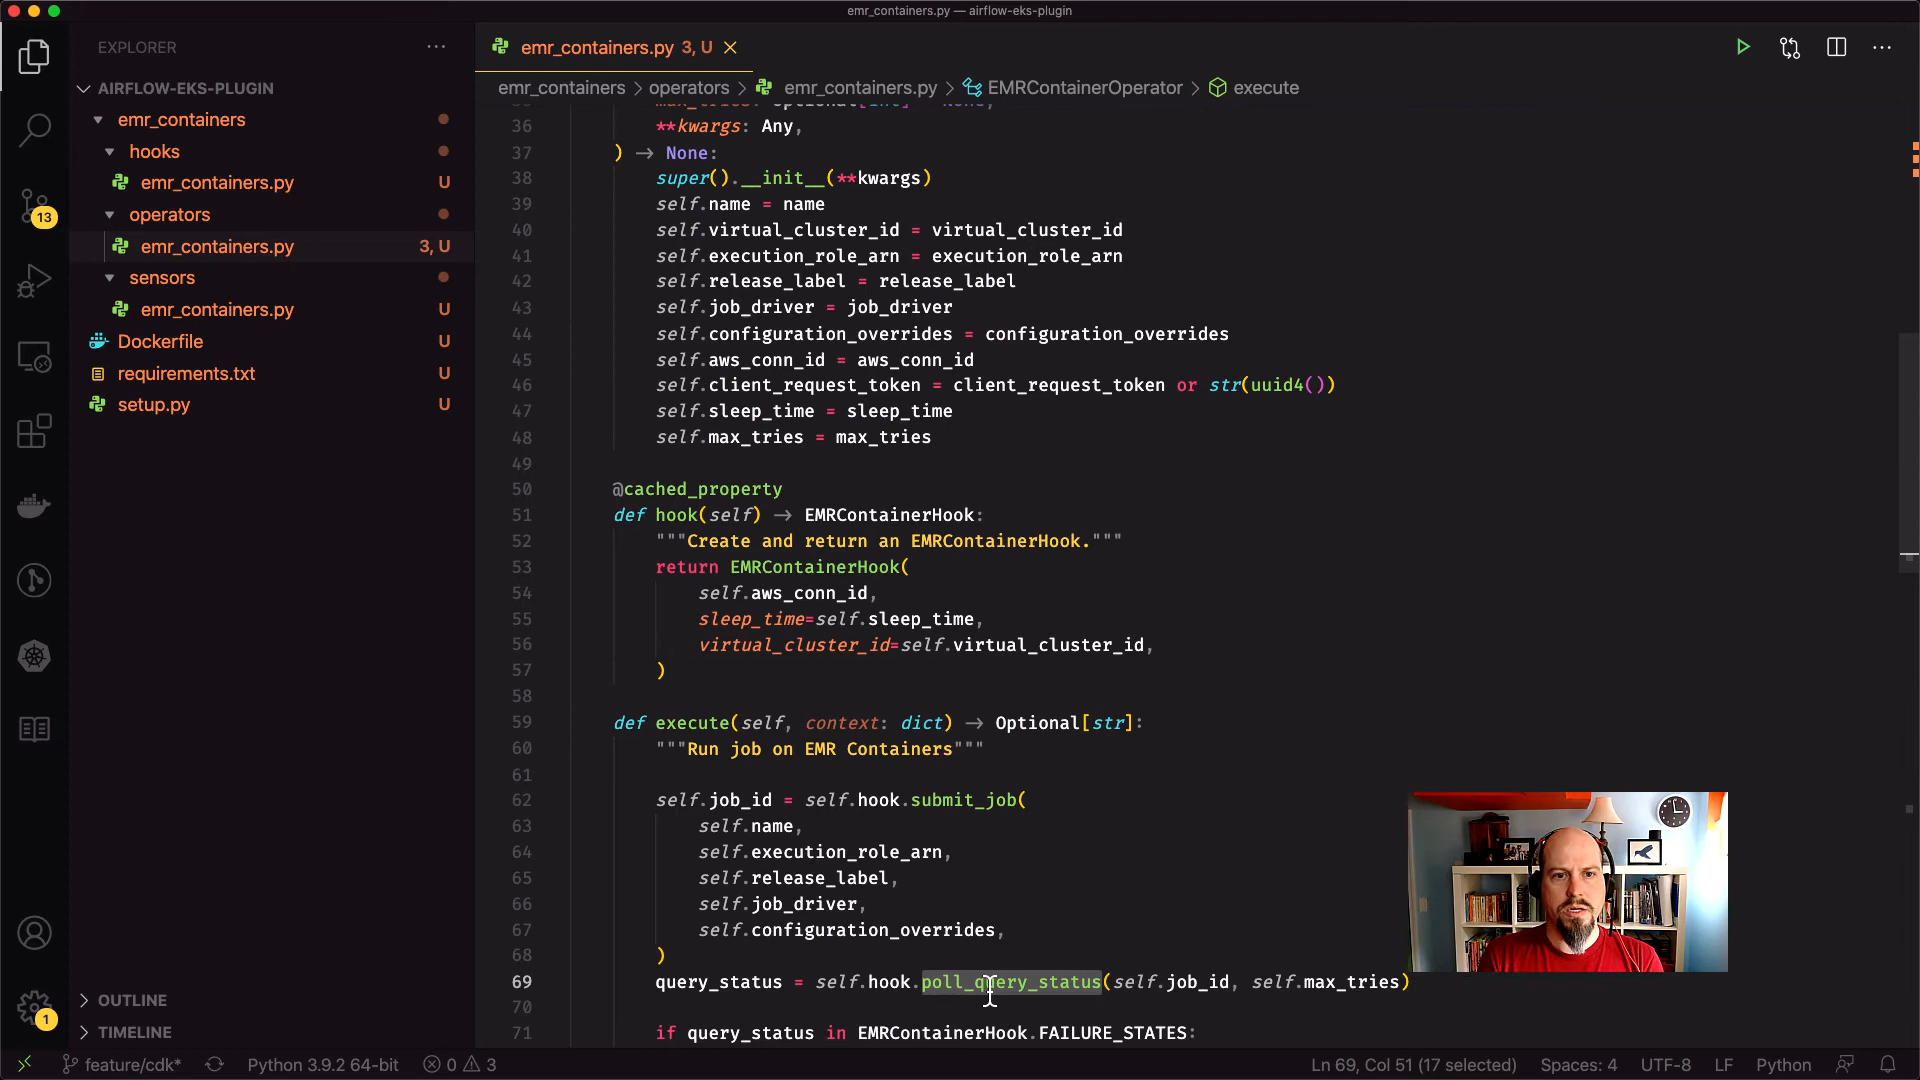 emr_containers.py — airflow-eks-plugin
EXPLORER
AIRFLOW-EKS-PLUGIN
emr_containers
hooks
emr_containers.py U
operators
emr_containers.py 3, U
sensors
emr_containers.py U
Dockerfile U
requirements.txt U
setup.py U
OUTLINE
TIMELINE
13
1
emr_containers.py 3, U
emr_containers > operators > emr_containers.py > EMRContainerOperator > execute
36 **kwargs: Any,
37 ) → None:
38 super().__init__(**kwargs)
39 self.name = name
40 self.virtual_cluster_id = virtual_cluster_id
41 self.execution_role_arn = execution_role_arn
42 self.release_label = release_label
43 self.job_driver = job_driver
44 self.configuration_overrides = configuration_overrides
45 self.aws_conn_id = aws_conn_id
46 self.client_request_token = client_request_token or str(uuid4())
47 self.sleep_time = sleep_time
48 self.max_tries = max_tries
49
50 @cached_property
51 def hook(self) → EMRContainerHook:
52 """Create and return an EMRContainerHook."""
53 return EMRContainerHook(
54 self.aws_conn_id,
55 sleep_time=self.sleep_time,
56 virtual_cluster_id=self.virtual_cluster_id,
57 )
58
59 def execute(self, context: dict) → Optional[str]:
60 """Run job on EMR Containers"""
61
62 self.job_id = self.hook.submit_job(
63 self.name,
64 self.execution_role_arn,
65 self.release_label,
66 self.job_driver,
67 self.configuration_overrides,
68 )
69 query_status = self.hook.poll_query_status(self.job_id, self.max_tries)
70
71 if query_status in EMRContainerHook.FAILURE_STATES:
feature/cdk* Python 3.9.2 64-bit 0 3 Ln 69, Col 51 (17 selected) Spaces: 4 UTF-8 LF Python